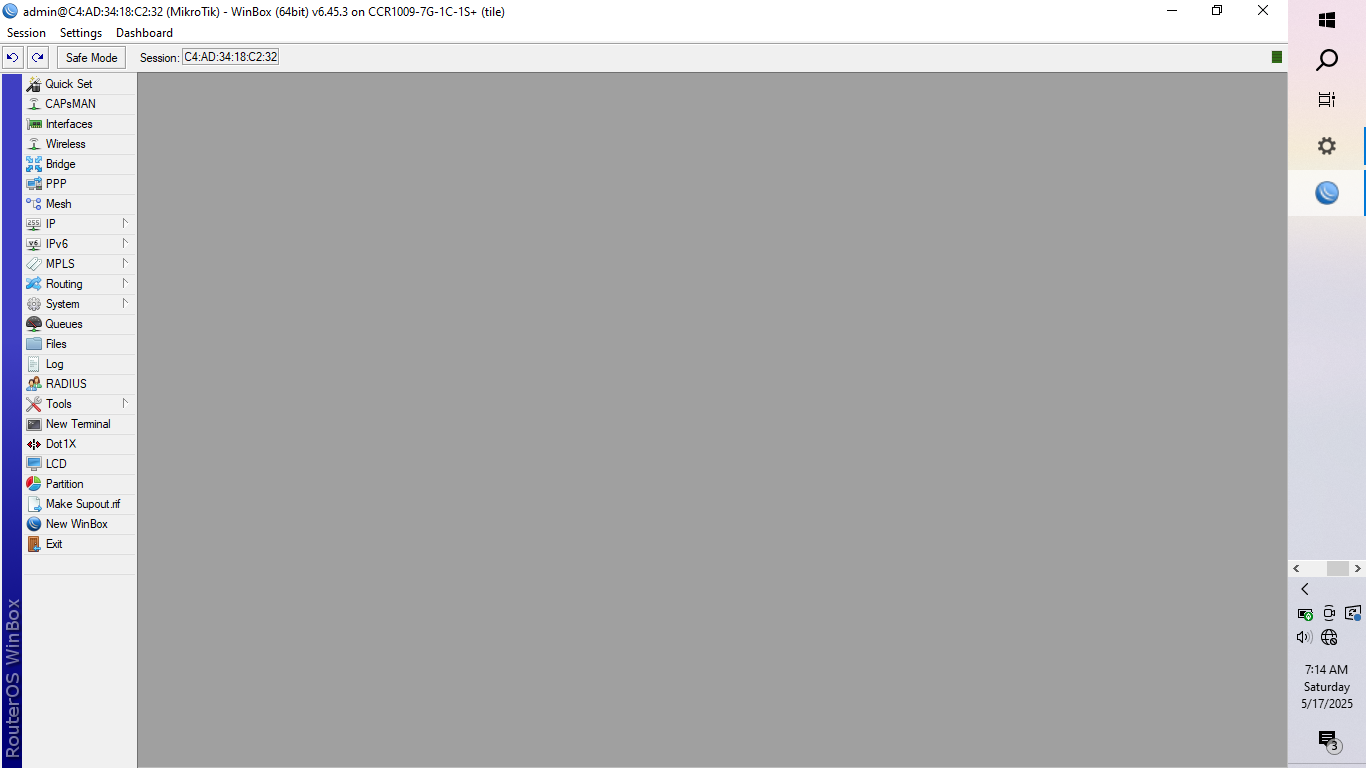 admin@C4:AD:34:18:C2:32 (MikroTik) - WinBox (64bit) v6.45.3 on CCR1009-7G-1C-1S+ (tile)
Session Settings Dashboard
Safe Mode Session: C4:AD:34:18:C2:32
Quick Set
CAPsMAN
Interfaces
Wireless
Bridge
PPP
Mesh
255 IP
v6 IPv6
MPLS
Routing
System
Queues
Files
Log
RADIUS
Tools
New Terminal
Dot1X
LCD
Partition
Make Supout.rif
New WinBox
Exit
RouterOS WinBox
7:14 AM
Saturday
5/17/2025
3